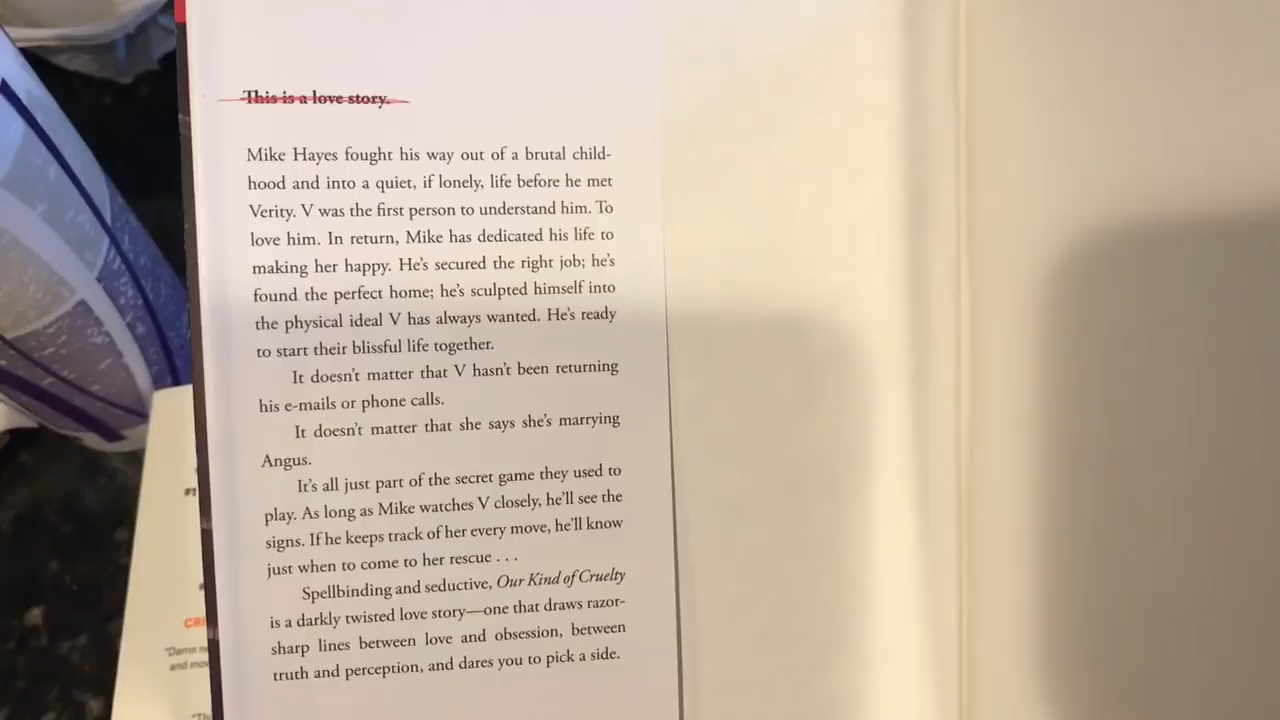 This is a love story.
Mike Hayes fought his way out of a brutal child-
hood and into a quiet, if lonely, life before he met
Verity. V was the first person to understand him. To
love him. In return, Mike has dedicated his life to
making her happy. He's secured the right job; he's
found the perfect home; he's sculpted himself into
the physical ideal V has always wanted. He's ready
to start their blissful life together.
It doesn't matter that V hasn't been returning
his e-mails or phone calls.
It doesn't matter that she says she's marrying
Angus.
It's all just part of the secret game they used to
play. As long as Mike watches V closely, he'll see the
signs. If he keeps track of her every move, he'll know
just when to come to her rescue . . .
Spellbinding and seductive, Our Kind of Cruelty
is a darkly twisted love story—one that draws razor-
sharp lines between love and obsession, between
truth and perception, and dares you to pick a side.
#1
"Damn
and